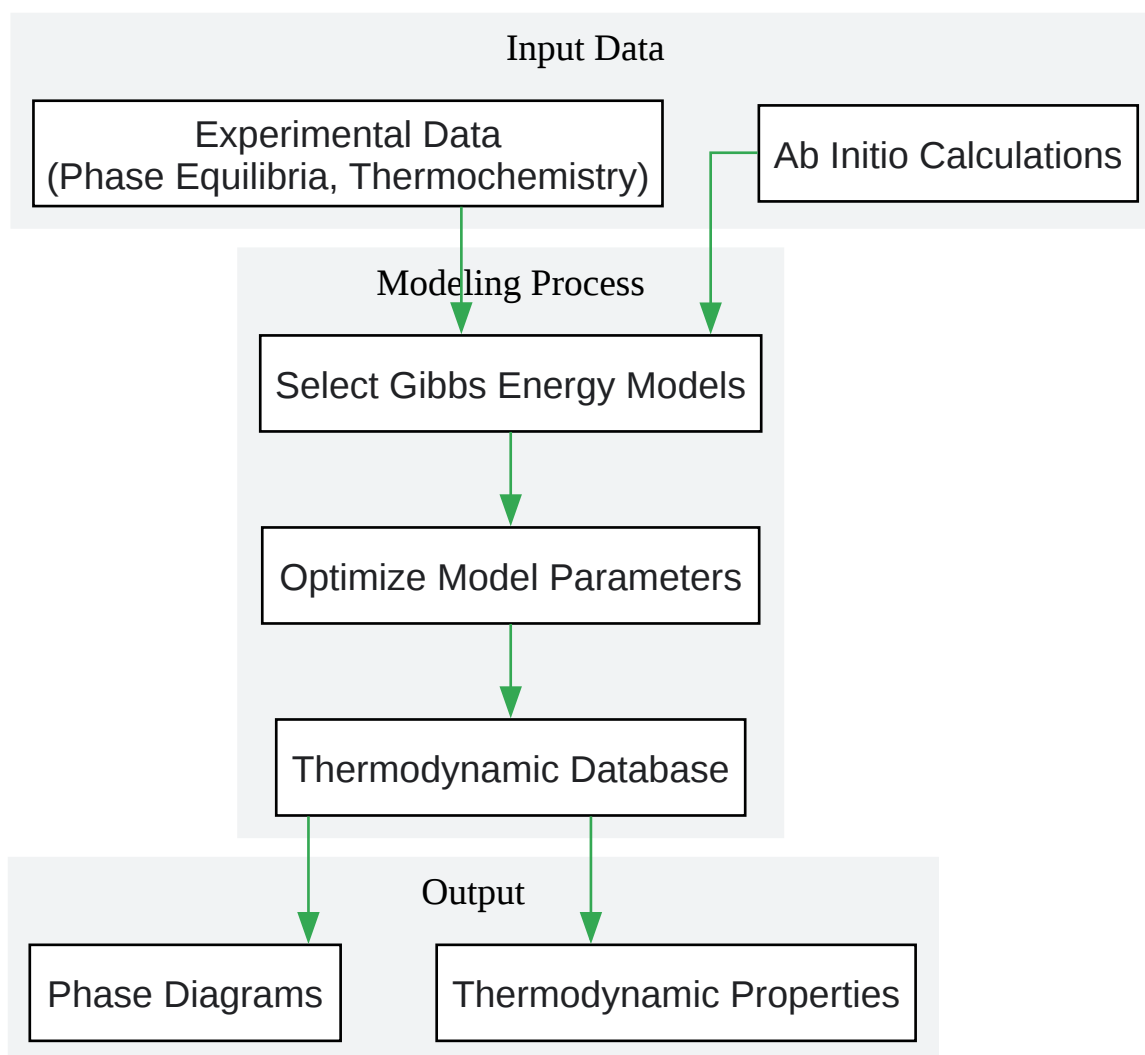 Input Data
Experimental Data
(Phase Equilibria, Thermochemistry)
Ab Initio Calculations
Modeling Process
Select Gibbs Energy Models
Optimize Model Parameters
Thermodynamic Database
Output
Phase Diagrams
Thermodynamic Properties